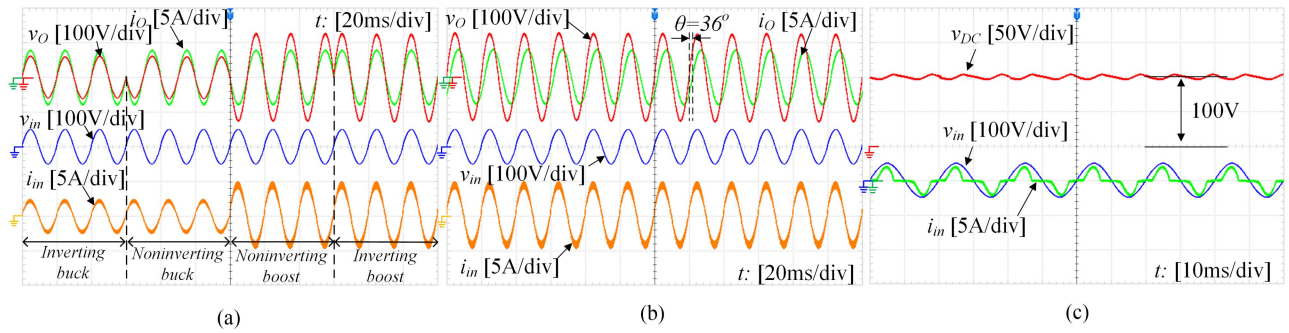 v_O [100V/div]
i_O [5A/div]
t: [20ms/div]
v_in [100V/div]
i_in [5A/div]
Inverting buck
Noninverting buck
Noninverting boost
Inverting boost
(a)
v_O [100V/div]
θ=36°
i_O [5A/div]
v_in [100V/div]
i_in [5A/div]
t: [20ms/div]
(b)
v_DC [50V/div]
100V
v_in [100V/div]
i_in [5A/div]
t: [10ms/div]
(c)